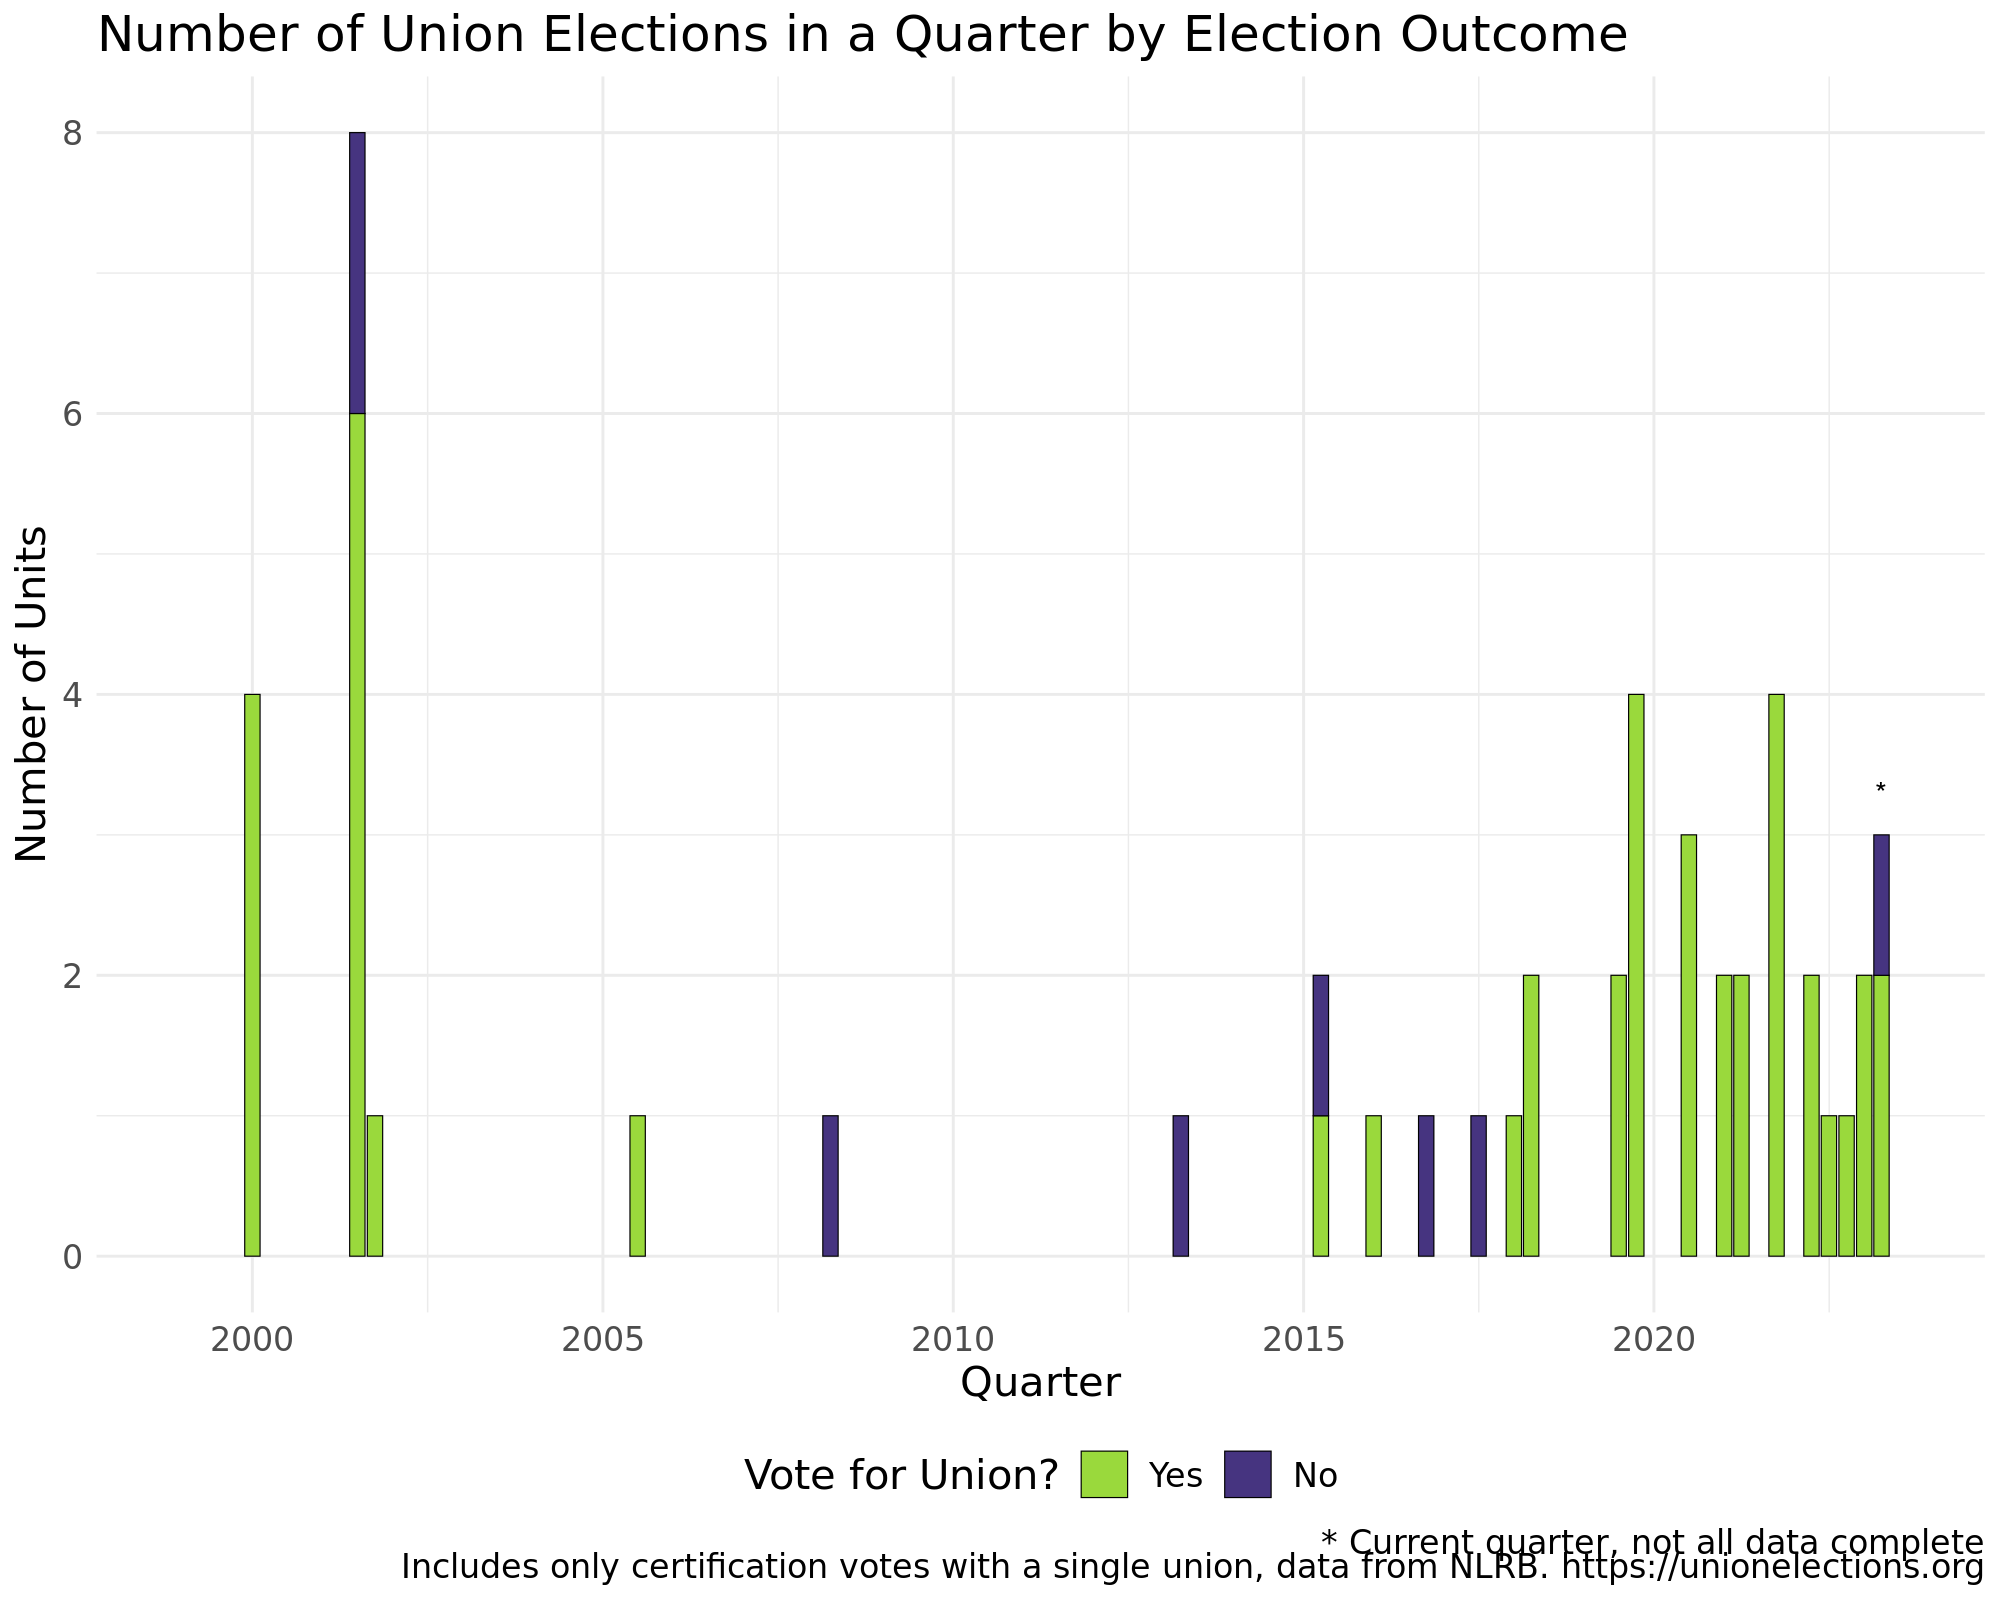 Number of Union Elections in a Quarter by Election Outcome
8
6
4
2
0
Number of Units
2000 2005 2010 2015 2020
Quarter
*
Vote for Union? Yes No
* Current quarter, not all data complete
Includes only certification votes with a single union, data from NLRB. https://unionelections.org